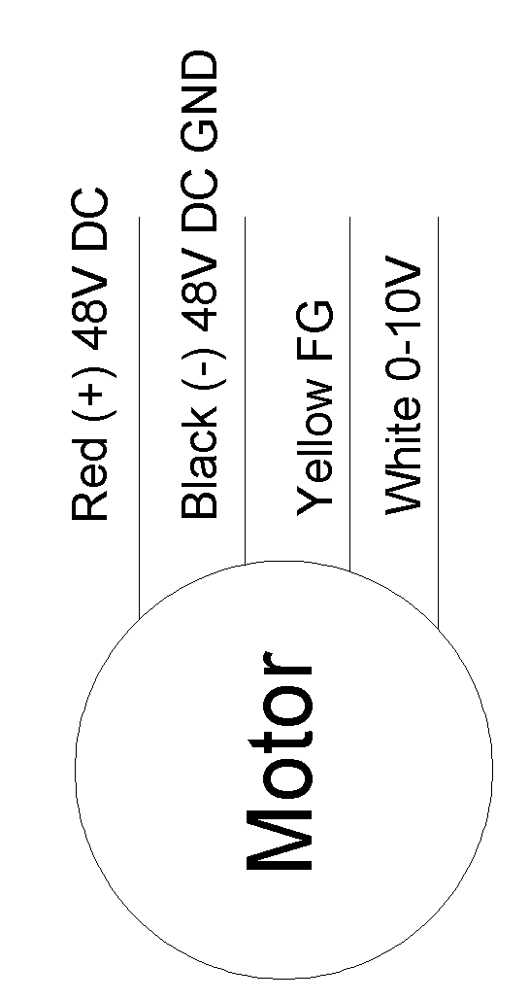 Red (+) 48V DC
Black (-) 48V DC GND
Yellow FG
White 0-10V
Motor